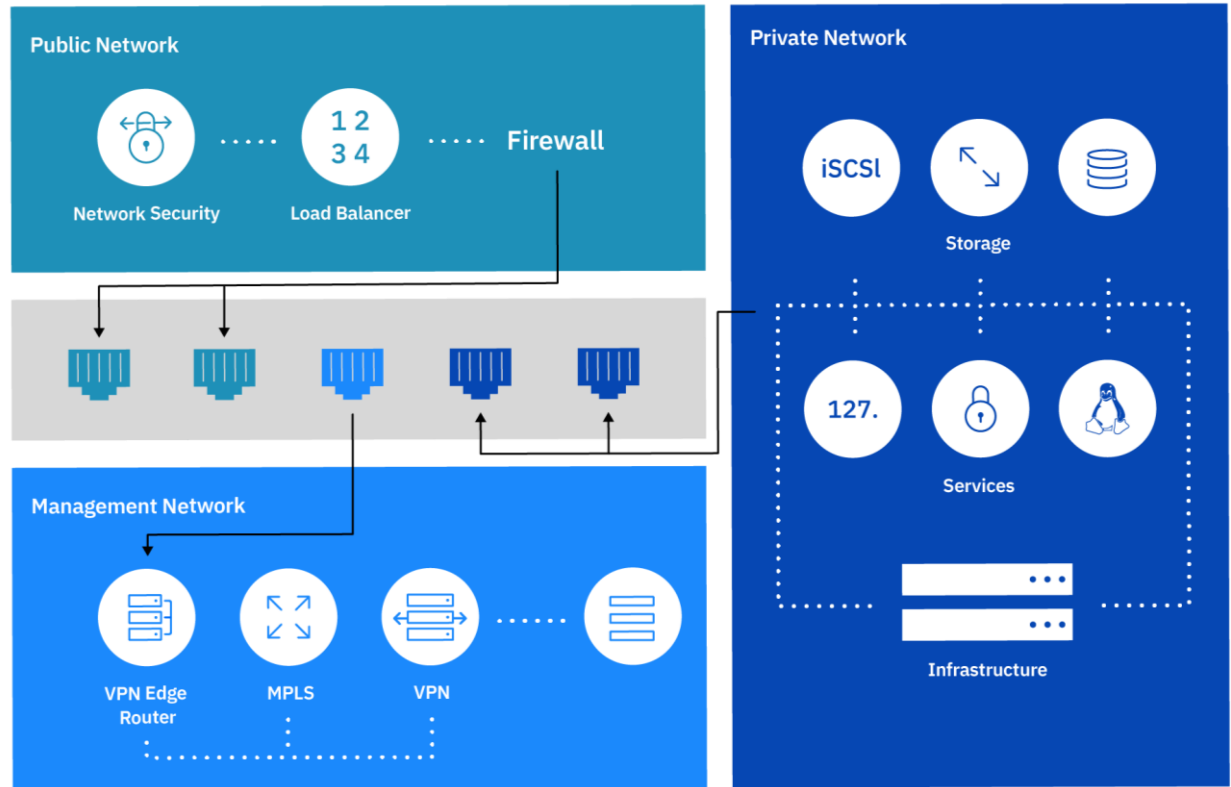 Public Network
1 2
3 4
Firewall
Network Security
Load Balancer
Private Network
iSCSl
Storage
127.
Services
Infrastructure
Management Network
VPN Edge
Router
MPLS
VPN